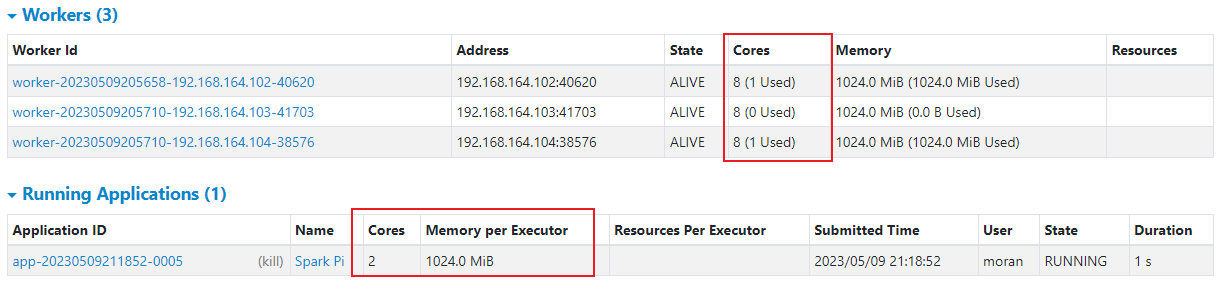 Workers (3)
Worker Id Address State Cores Memory Resources
worker-20230509205658-192.168.164.102-40620 192.168.164.102:40620 ALIVE 8 (1 Used) 1024.0 MiB (1024.0 MiB Used)
worker-20230509205710-192.168.164.103-41703 192.168.164.103:41703 ALIVE 8 (0 Used) 1024.0 MiB (0.0 B Used)
worker-20230509205710-192.168.164.104-38576 192.168.164.104:38576 ALIVE 8 (1 Used) 1024.0 MiB (1024.0 MiB Used)
Running Applications (1)
Application ID Name Cores Memory per Executor Resources Per Executor Submitted Time User State Duration
app-20230509211852-0005 (kill) Spark Pi 2 1024.0 MiB 2023/05/09 21:18:52 moran RUNNING 1 s